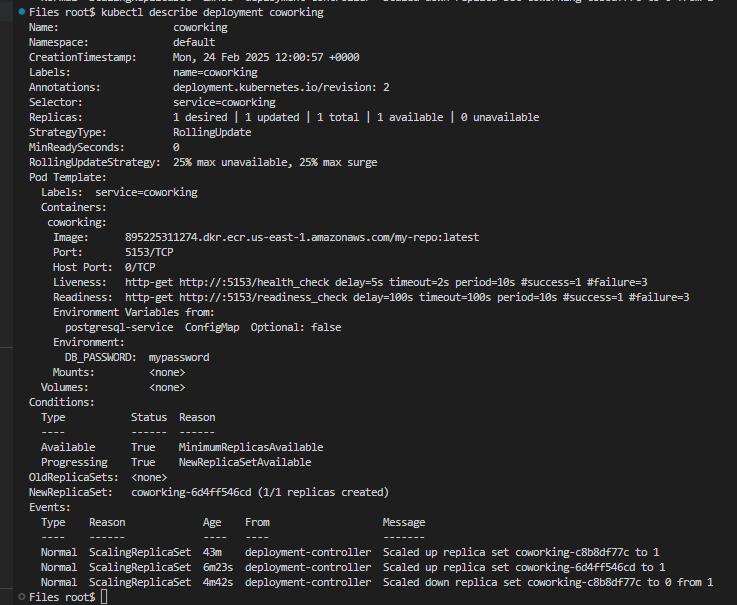 Files root$ kubectl describe deployment coworking
Name:                   coworking
Namespace:              default
CreationTimestamp:      Mon, 24 Feb 2025 12:00:57 +0000
Labels:                 name=coworking
Annotations:            deployment.kubernetes.io/revision: 2
Selector:               service=coworking
Replicas:               1 desired | 1 updated | 1 total | 1 available | 0 unavailable
StrategyType:           RollingUpdate
MinReadySeconds:        0
RollingUpdateStrategy:  25% max unavailable, 25% max surge
Pod Template:
  Labels:  service=coworking
  Containers:
   coworking:
    Image:      895225311274.dkr.ecr.us-east-1.amazonaws.com/my-repo:latest
    Port:       5153/TCP
    Host Port:  0/TCP
    Liveness:   http-get http://:5153/health_check delay=5s timeout=2s period=10s #success=1 #failure=3
    Readiness:  http-get http://:5153/readiness_check delay=100s timeout=100s period=10s #success=1 #failure=3
    Environment Variables from:
      postgresql-service  ConfigMap  Optional: false
    Environment:
      DB_PASSWORD:  mypassword
    Mounts:         <none>
  Volumes:          <none>
Conditions:
  Type           Status  Reason
  ----           ------  ------
  Available      True    MinimumReplicasAvailable
  Progressing    True    NewReplicaSetAvailable
OldReplicaSets:  <none>
NewReplicaSet:   coworking-6d4ff546cd (1/1 replicas created)
Events:
  Type    Reason             Age    From                   Message
  ----    ------             ----   ----                   -------
  Normal  ScalingReplicaSet  43m    deployment-controller  Scaled up replica set coworking-c8b8df77c to 1
  Normal  ScalingReplicaSet  6m23s  deployment-controller  Scaled up replica set coworking-6d4ff546cd to 1
  Normal  ScalingReplicaSet  4m42s  deployment-controller  Scaled down replica set coworking-c8b8df77c to 0 from 1
Files root$